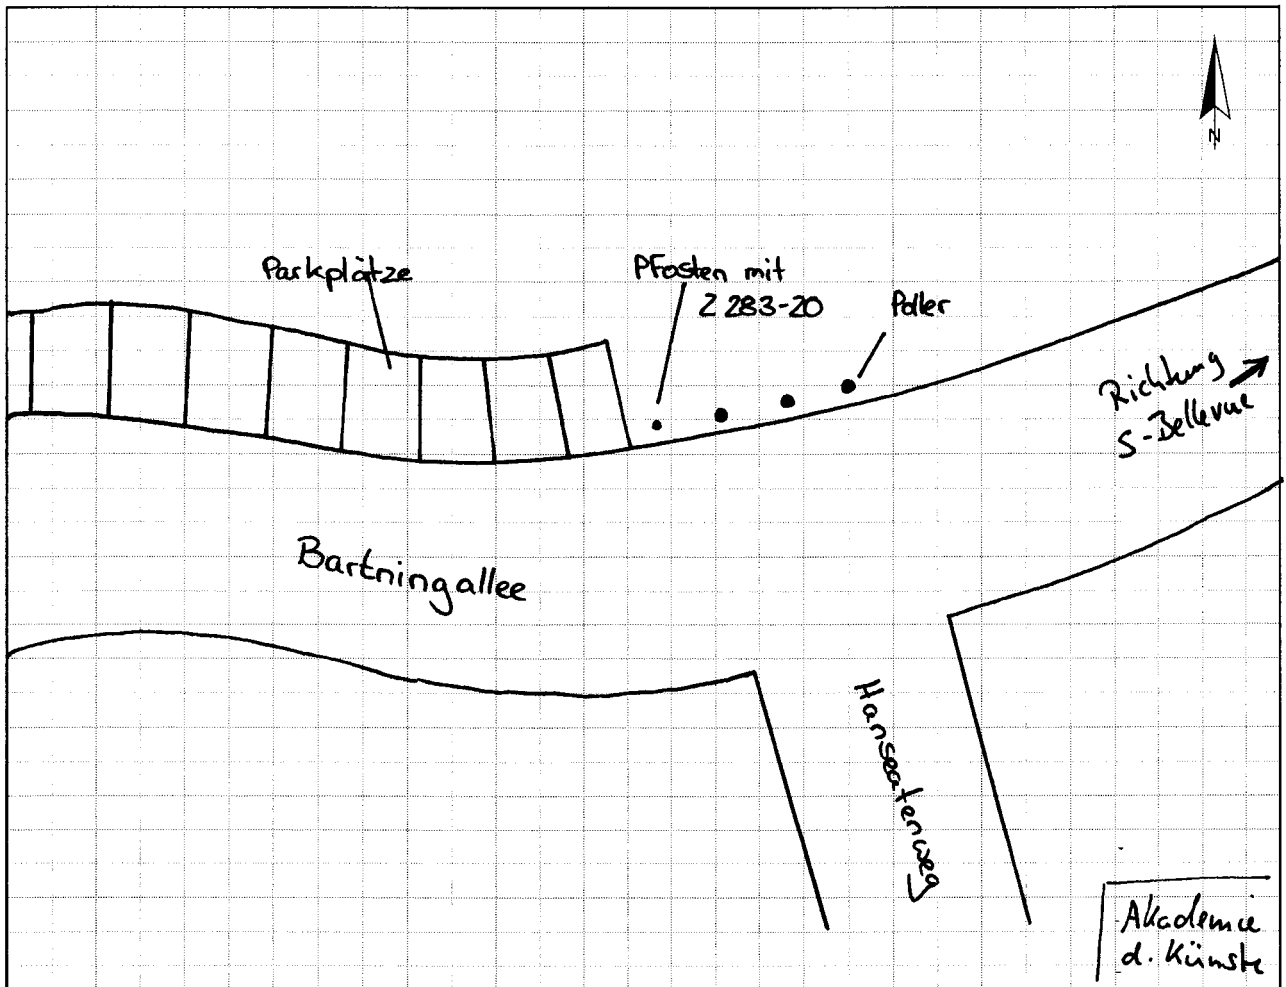 N
Parkplätze
Pfosten mit
Z 283-20
Poller
Richtung
S-Bellevue
Bartningallee
Hanseatenweg
Akademie
d. Künste